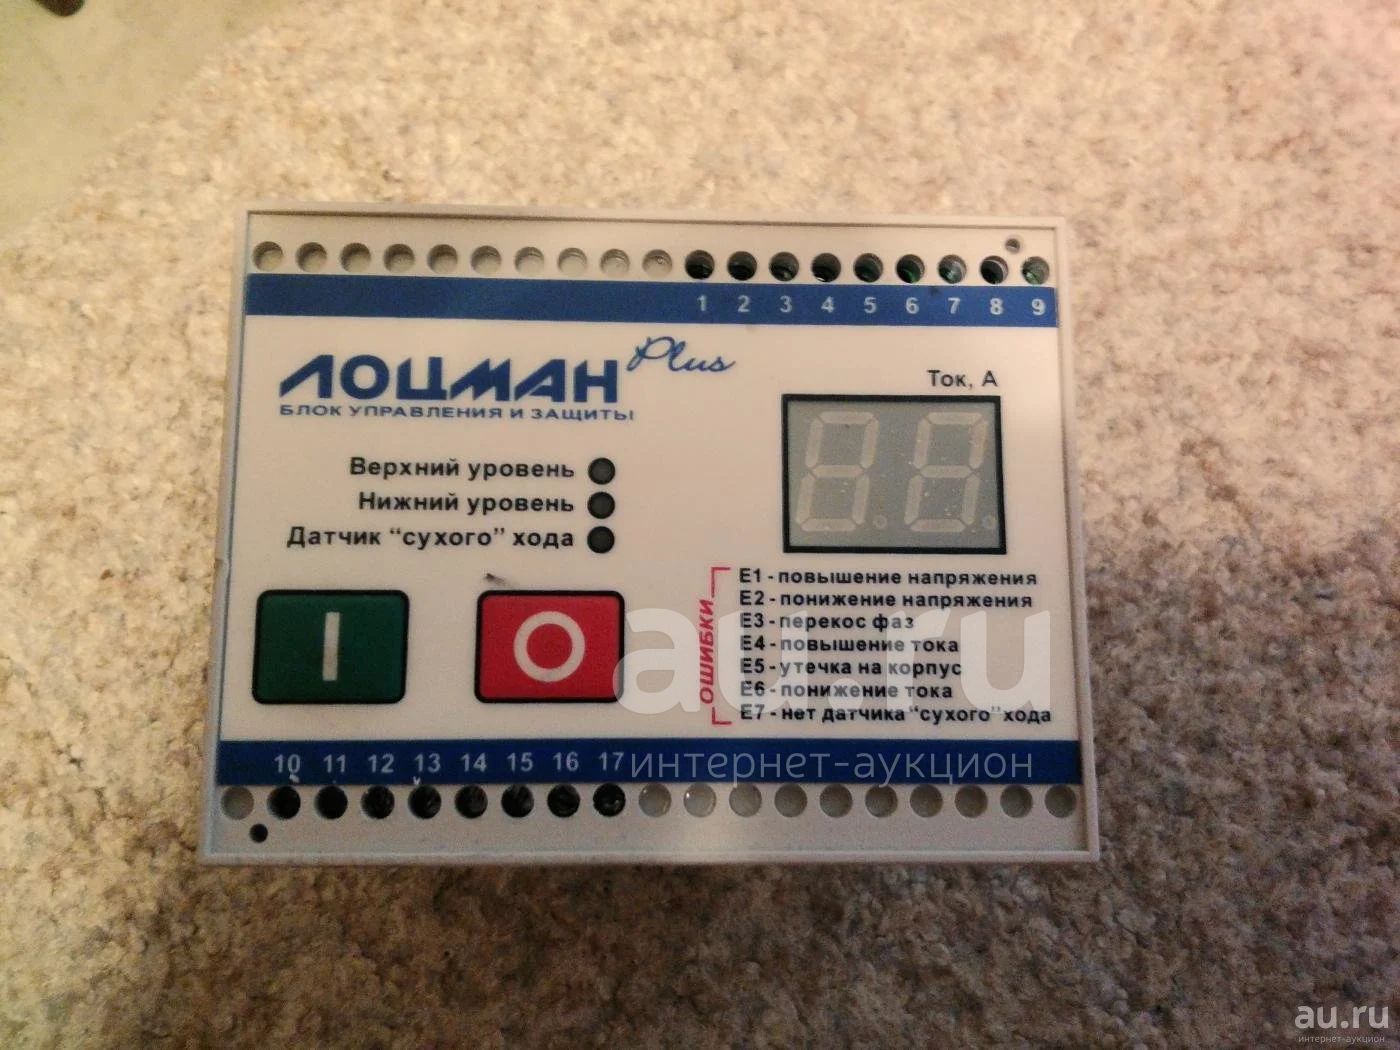 1 2 3 4 5 6 7 8 9
ЛОЦМАН Plus
БЛОК УПРАВЛЕНИЯ И ЗАЩИТЫ
Ток, А
Верхний уровень
Нижний уровень
Датчик "сухого" хода
ОШИБКИ
E1 - повышение напряжения
E2 - понижение напряжения
E3 - перекос фаз
E4 - повышение тока
E5 - утечка на корпус
E6 - понижение тока
E7 - нет датчика "сухого" хода
au.ru
интернет-аукцион
10 11 12 13 14 15 16 17
au.ru
интернет-аукцион